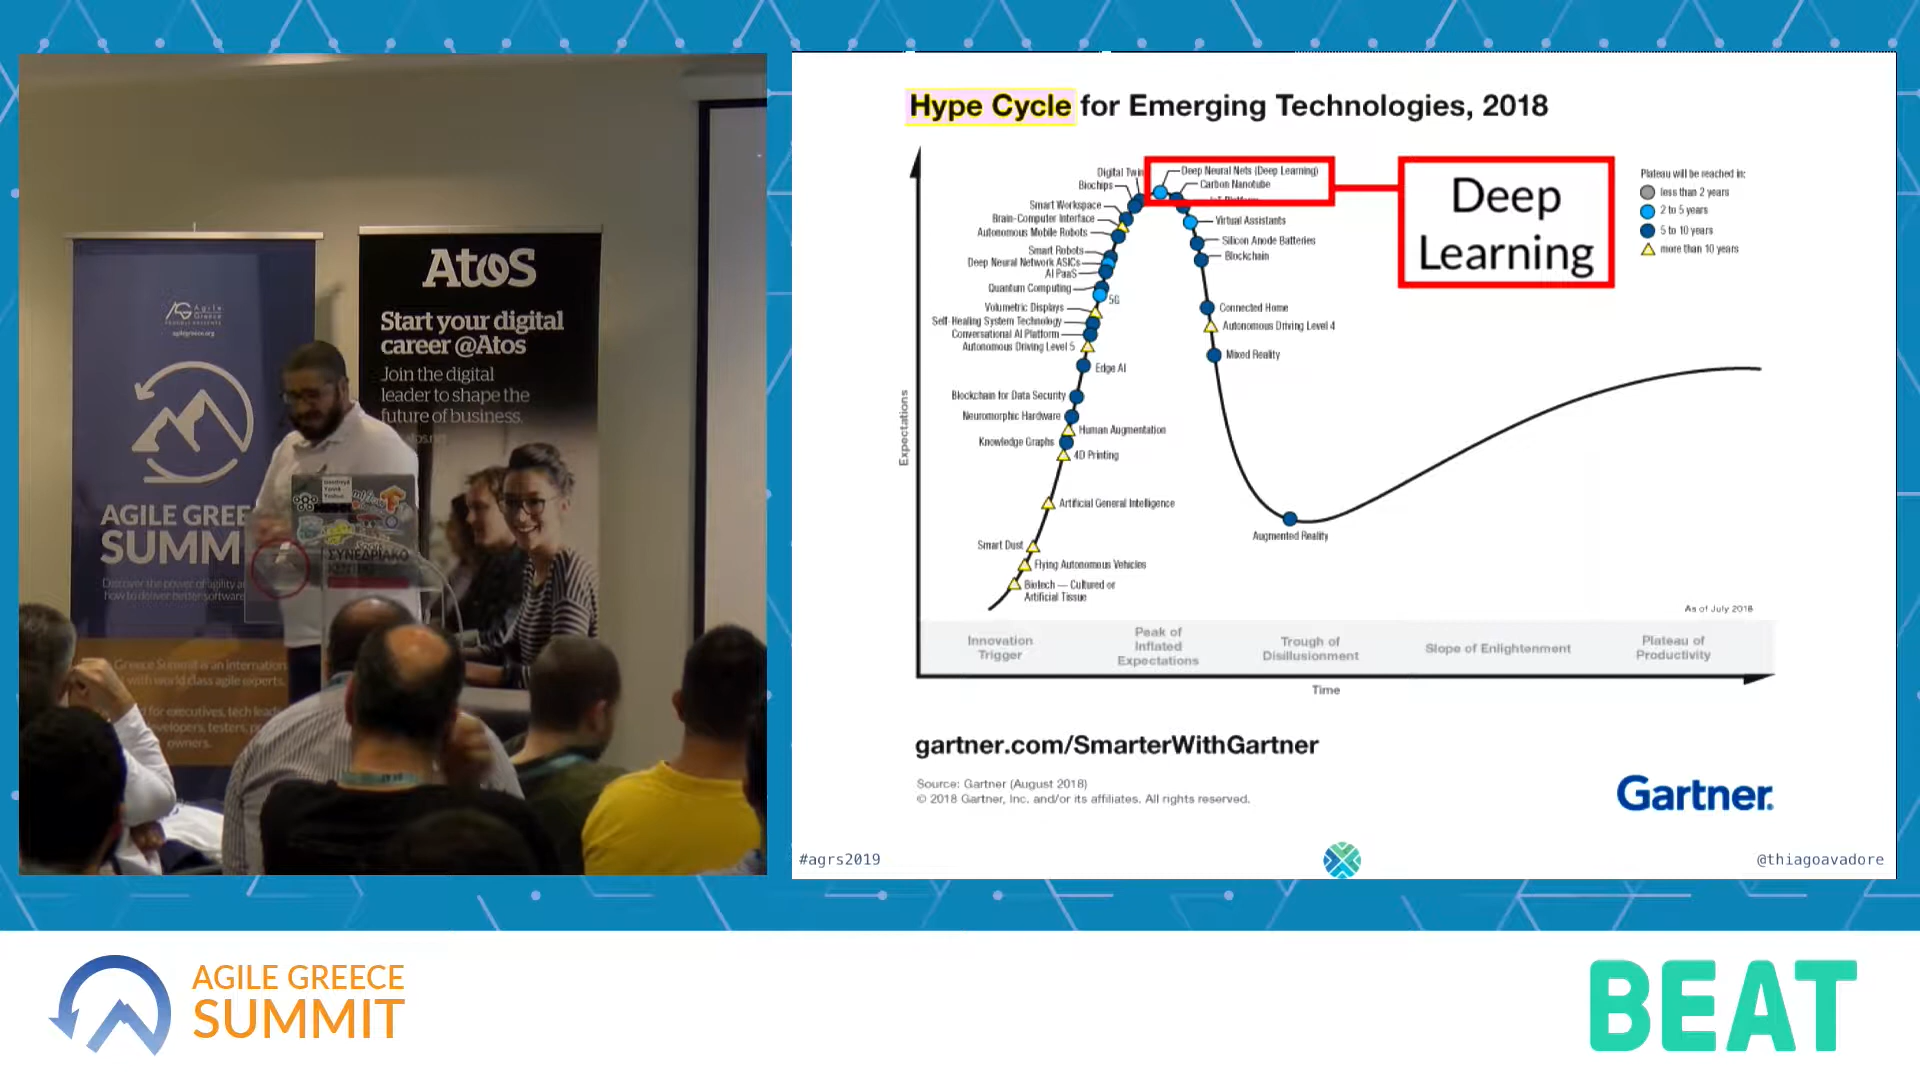 Agile
Greece
PROUDLY PRESENTS
agilegreece.org
AGILE GREE
SUMM
Discover the power of agility a
how to deliver better software
Greece Summit is an internation
with world class agile experts.
for executives, tech lead
velopers, testers, p
owners.
Atos
Start your digital
career @Atos
Join the digital
leader to shape the
future of business.
ΣΥΝΕΔΡΙΑΚΟ
Hype Cycle for Emerging Technologies, 2018
Digital Twin
Deep Neural Nets (Deep Learning)
Biochips
Carbon Nanotube
IoT Platform
Smart Workspace
Virtual Assistants
Brain-Computer Interface
Autonomous Mobile Robots
Silicon Anode Batteries
Smart Robots
Blockchain
Deep Neural Network ASICs
AI PaaS
Quantum Computing
5G
Volumetric Displays
Connected Home
Self-Healing System Technology
Autonomous Driving Level 4
Conversational AI Platform
Autonomous Driving Level 5
Mixed Reality
Edge AI
Blockchain for Data Security
Neuromorphic Hardware
Human Augmentation
Knowledge Graphs
4D Printing
Artificial General Intelligence
Augmented Reality
Smart Dust
Flying Autonomous Vehicles
Biotech — Cultured or
Artificial Tissue
Deep
Learning
Plateau will be reached in:
less than 2 years
2 to 5 years
5 to 10 years
more than 10 years
Expectations
As of July 2018
Innovation
Trigger
Peak of
Inflated
Expectations
Trough of
Disillusionment
Slope of Enlightenment
Plateau of
Productivity
Time
gartner.com/SmarterWithGartner
Source: Gartner (August 2018)
© 2018 Gartner, Inc. and/or its affiliates. All rights reserved.
Gartner.
#agrs2019
@thiagoavadore
AGILE GREECE
SUMMIT
BEAT